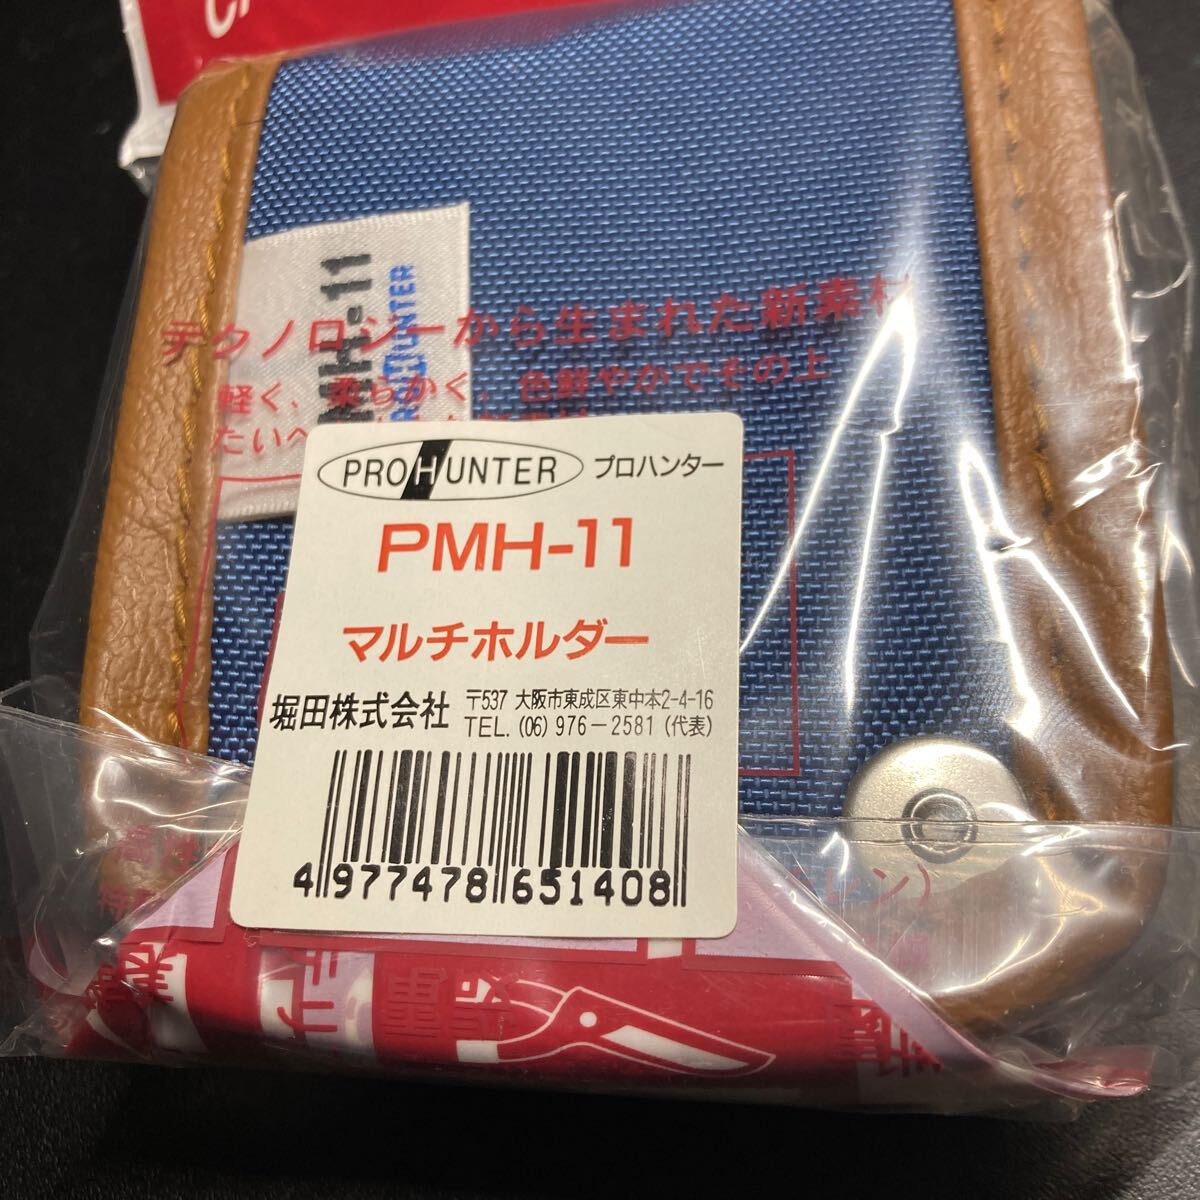 MH-11
HUNTER
テクノロジーから生まれた新素材
軽く、柔らかく、色鮮やかでその上
たいへ
PROHUNTER プロハンター
PMH-11
マルチホルダー
堀田株式会社 〒537 大阪市東成区東中本2-4-16
TEL. (06) 976-2581 (代表)
4 977478 651408